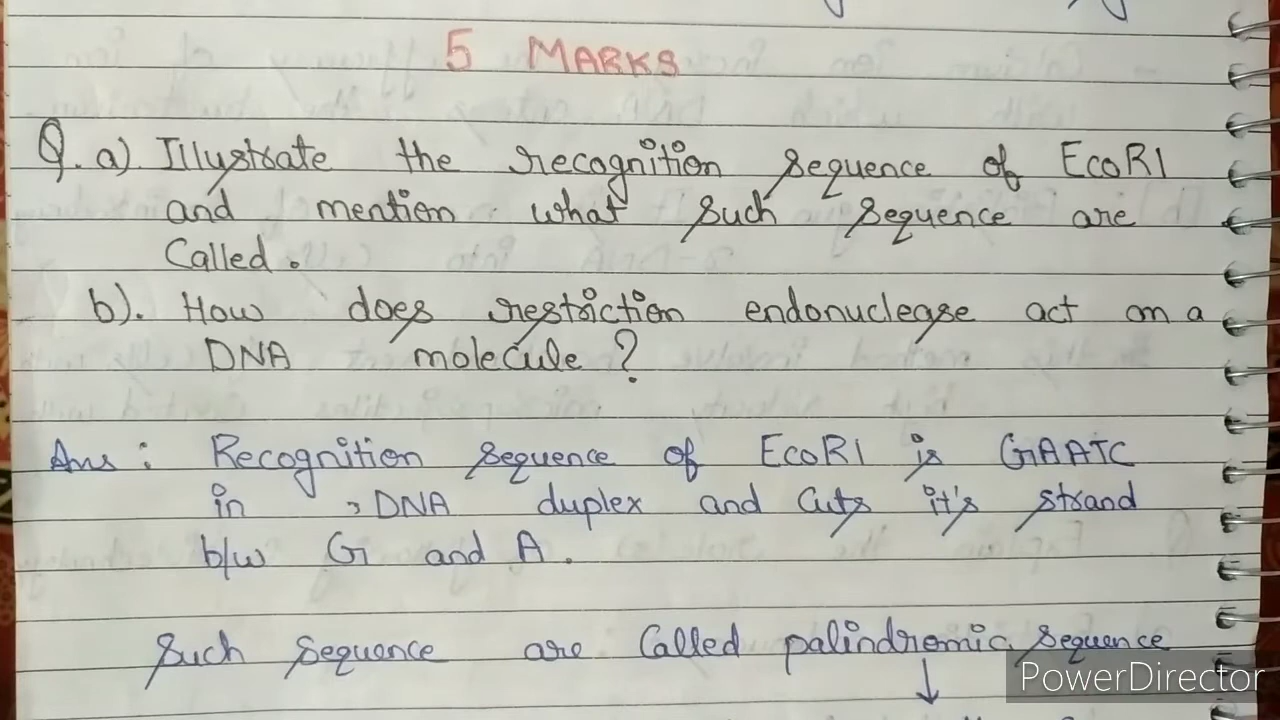 5 MARKS
Q. a) Illustrate the recognition sequence of EcoRI
and mention what such sequence are
Called.
b). How does restriction endonuclease act on a
DNA molecule?
Ans: Recognition sequence of EcoRI is GAATC
in DNA duplex and cuts it's strand
b/w G and A.
Such sequence are Called palindromic sequence
PowerDirector